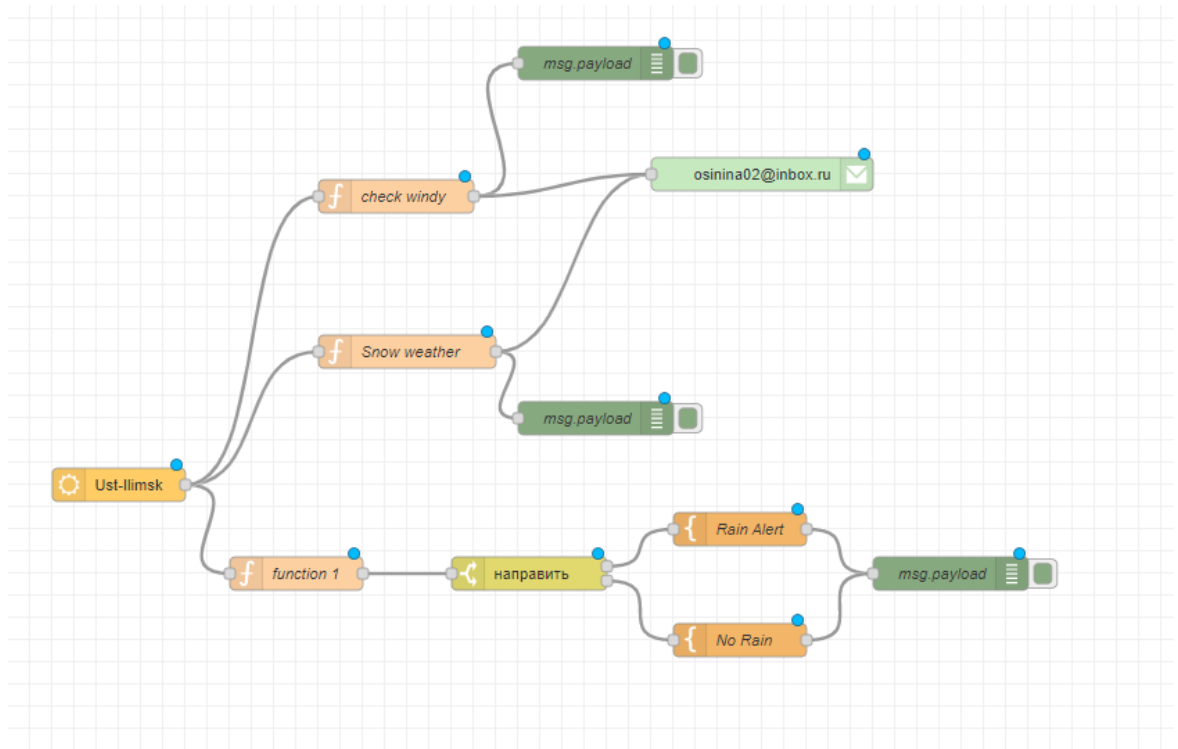 msg.payload
osinina02@inbox.ru
check windy
Snow weather
msg.payload
Ust-Ilimsk
Rain Alert
function 1
направить
msg.payload
No Rain